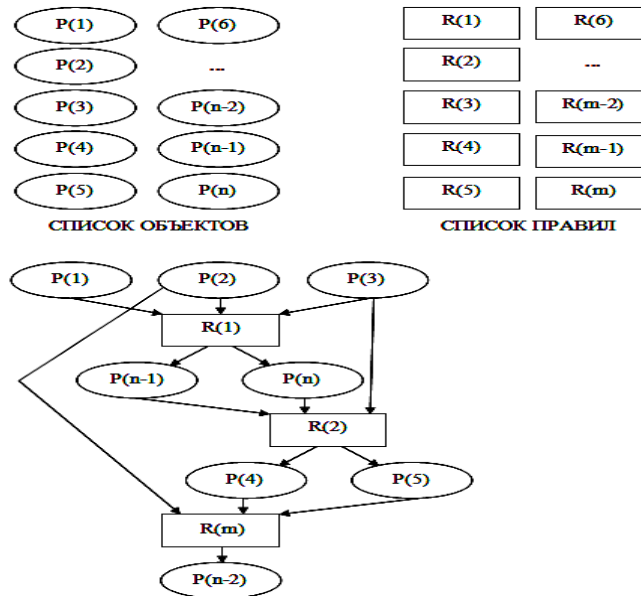 P(1) P(6) R(1) R(6)
P(2) ... R(2) ...
P(3) P(n-2) R(3) R(m-2)
P(4) P(n-1) R(4) R(m-1)
P(5) P(n) R(5) R(m)
СПИСОК ОБЪЕКТОВ СПИСОК ПРАВИЛ
P(1) P(2) P(3)
R(1)
P(n-1) P(n)
R(2)
P(4) P(5)
R(m)
P(n-2)